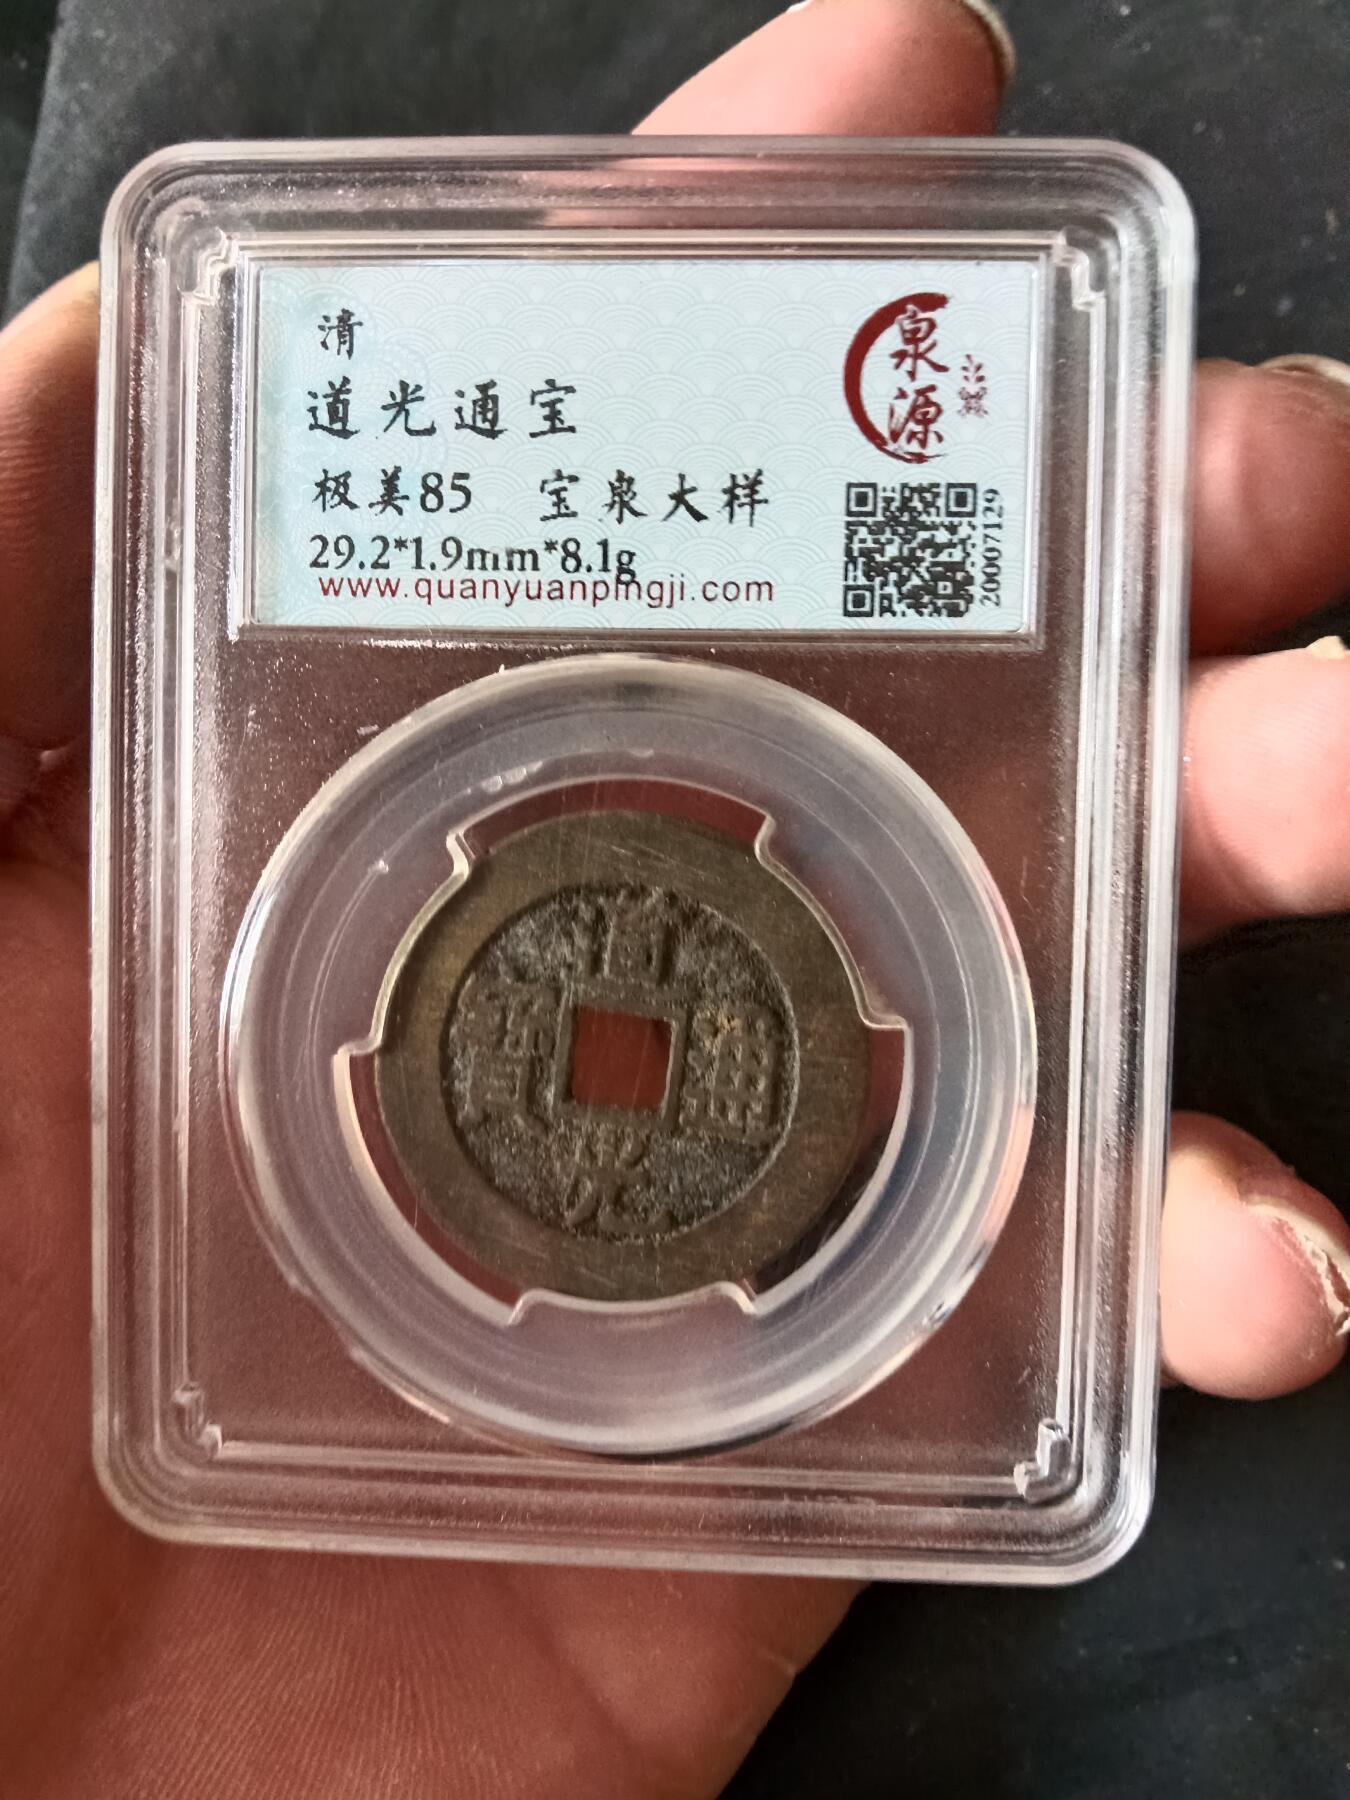 清
道光通宝
极美85 宝泉大样
29.2*1.9mm*8.1g
www.quanyuanpingji.com
泉源
20007129
道光通寶